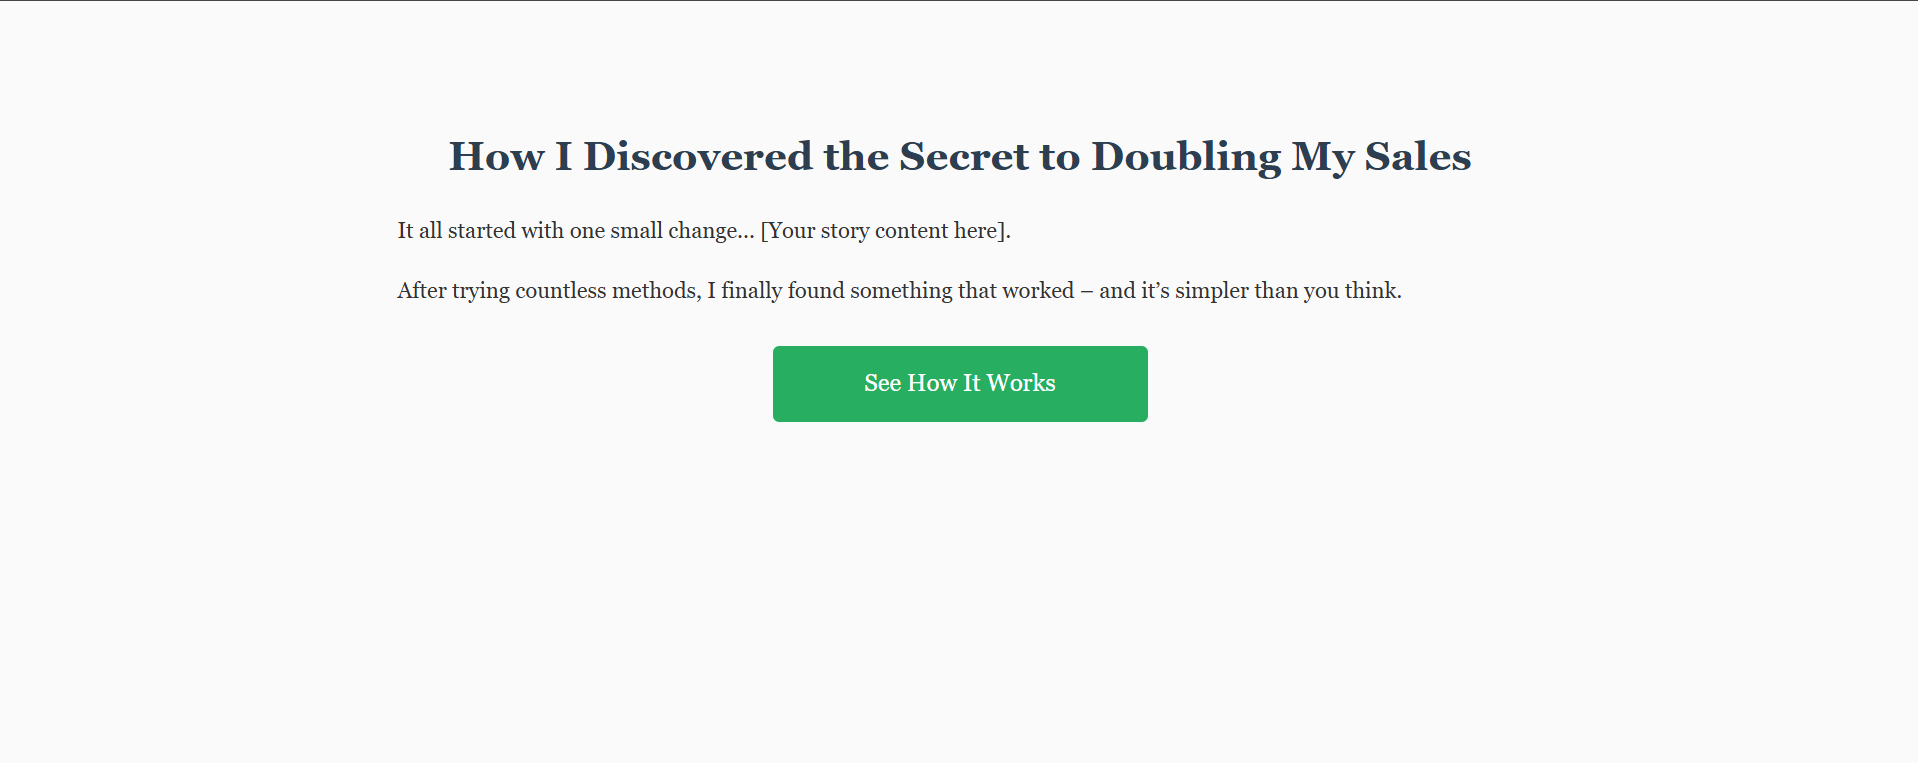 How I Discovered the Secret to Doubling My Sales
It all started with one small change... [Your story content here].
After trying countless methods, I finally found something that worked – and it’s simpler than you think.
See How It Works